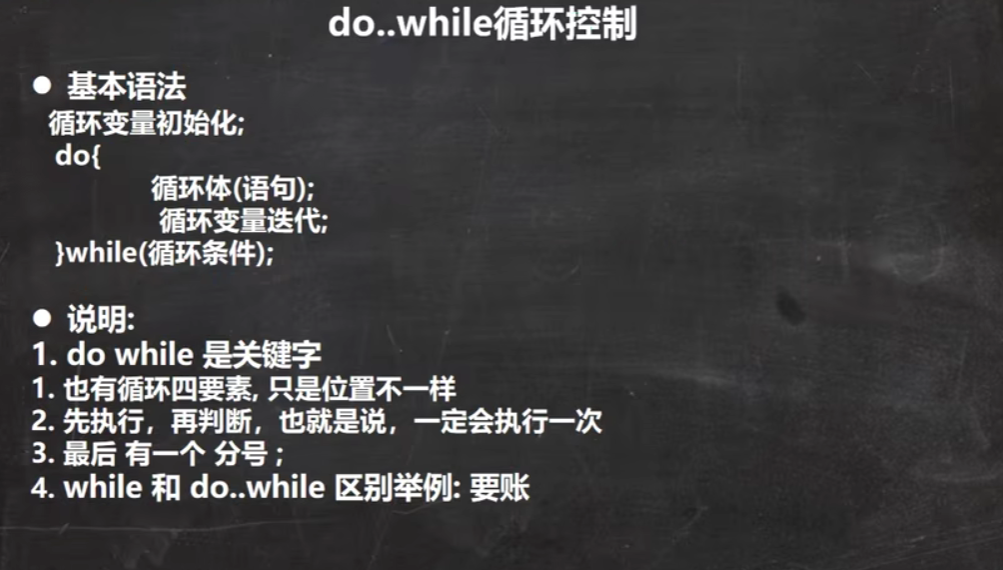 do..while循环控制
● 基本语法
循环变量初始化;
do{
循环体(语句);
循环变量迭代;
}while(循环条件);
● 说明:
1. do while 是关键字
1. 也有循环四要素, 只是位置不一样
2. 先执行，再判断，也就是说，一定会执行一次
3. 最后 有一个 分号 ;
4. while 和 do..while 区别举例: 要账